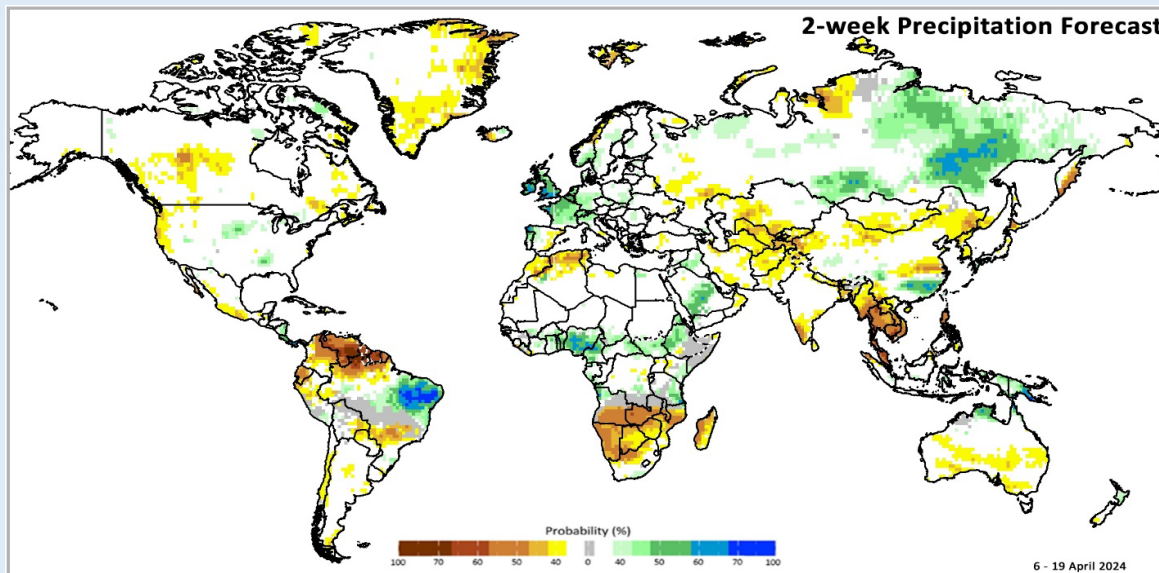 2-week Precipitation Forecast
Probability (%)
100 70 60 50 40 0 40 50 60 70 100
6 - 19 April 2024